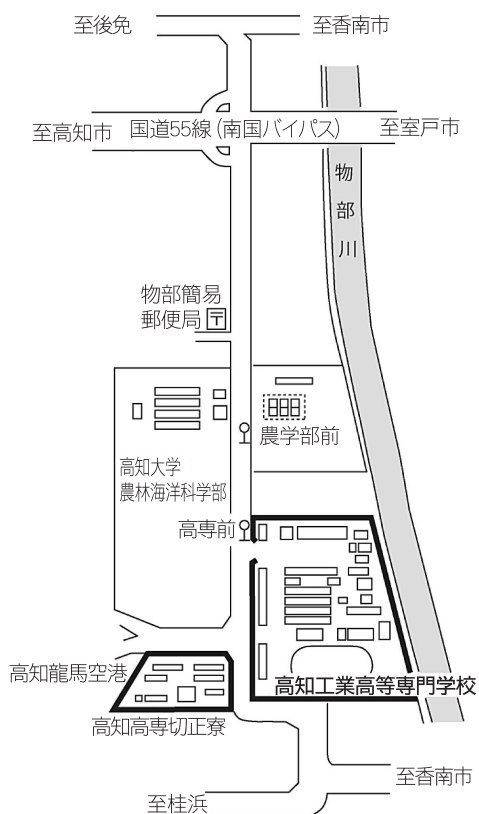 至後免
至香南市
至高知市
国道55線(南国バイパス)
至室戸市
物部川
物部簡易
郵便局
〒
農学部前
高知大学
農林海洋科学部
高専前
高知龍馬空港
高知工業高等専門学校
高知高専切正寮
至香南市
至桂浜